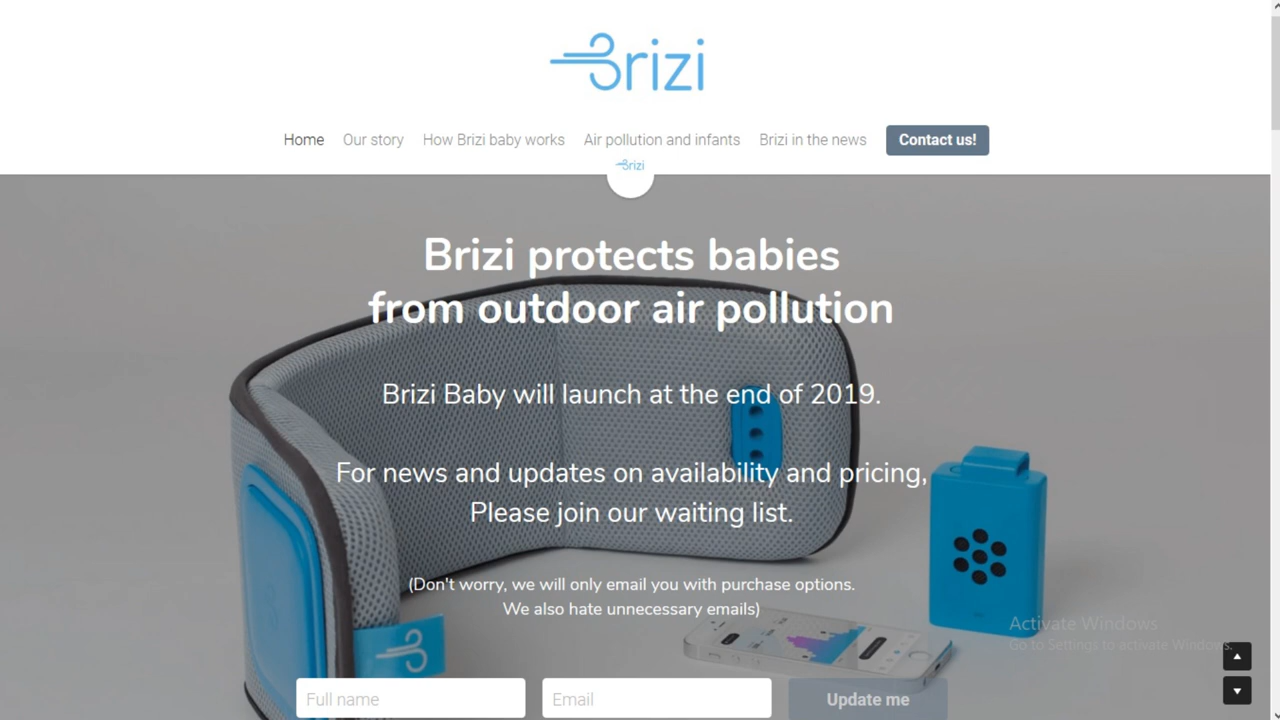 Brizi
Home Our story How Brizi baby works Air pollution and infants Brizi in the news Contact us!
Brizi
Brizi protects babies
from outdoor air pollution
Brizi Baby will launch at the end of 2019.
For news and updates on availability and pricing,
Please join our waiting list.
(Don't worry, we will only email you with purchase options.
We also hate unnecessary emails)
Activate Windows
Go to Settings to activate Windows.
Full name Email Update me